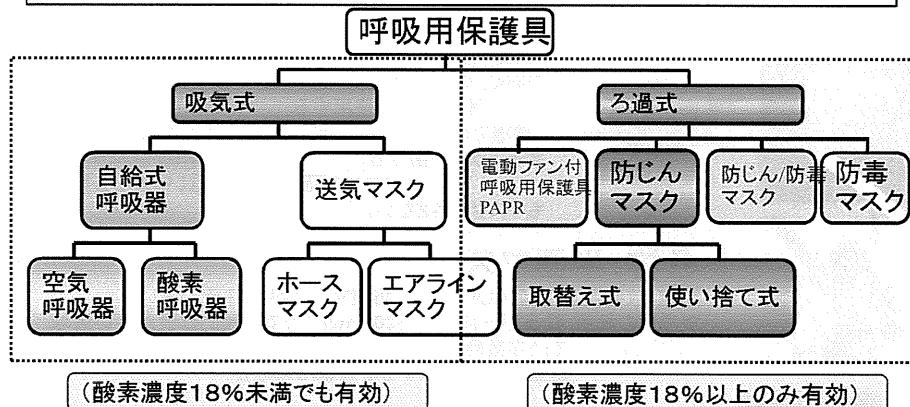 呼吸用保護具
吸気式
ろ過式
自給式
呼吸器
送気マスク
電動ファン付
呼吸用保護具
PAPR
防じん
マスク
防じん/防毒
マスク
防毒
マスク
空気
呼吸器
酸素
呼吸器
ホース
マスク
エアライン
マスク
取替え式
使い捨て式
（酸素濃度18%未満でも有効）
（酸素濃度18%以上のみ有効）